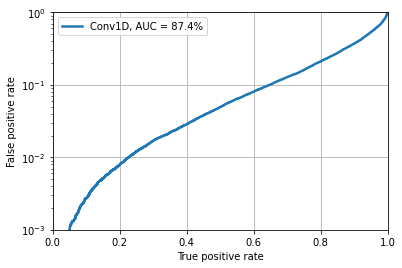 Conv1D, AUC = 87.4%
False positive rate
10⁰
10⁻¹
10⁻²
10⁻³
0.0 0.2 0.4 0.6 0.8 1.0
True positive rate